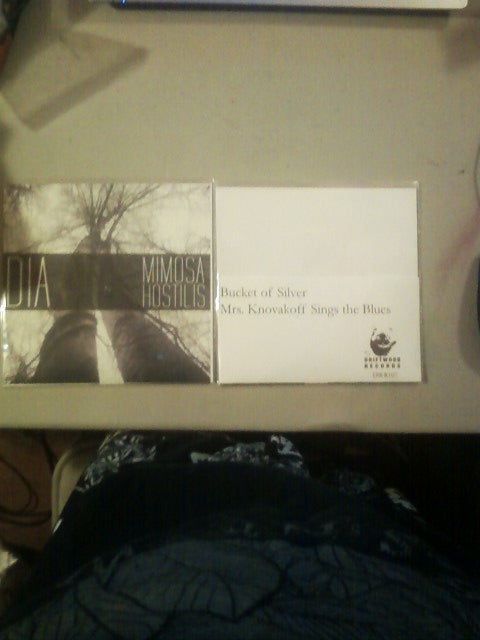 DIA
MIMOSA
HOSTILIS
Bucket of Silver
Mrs. Knovakoff Sings the Blues
DRIFTWOOD
RECORDS